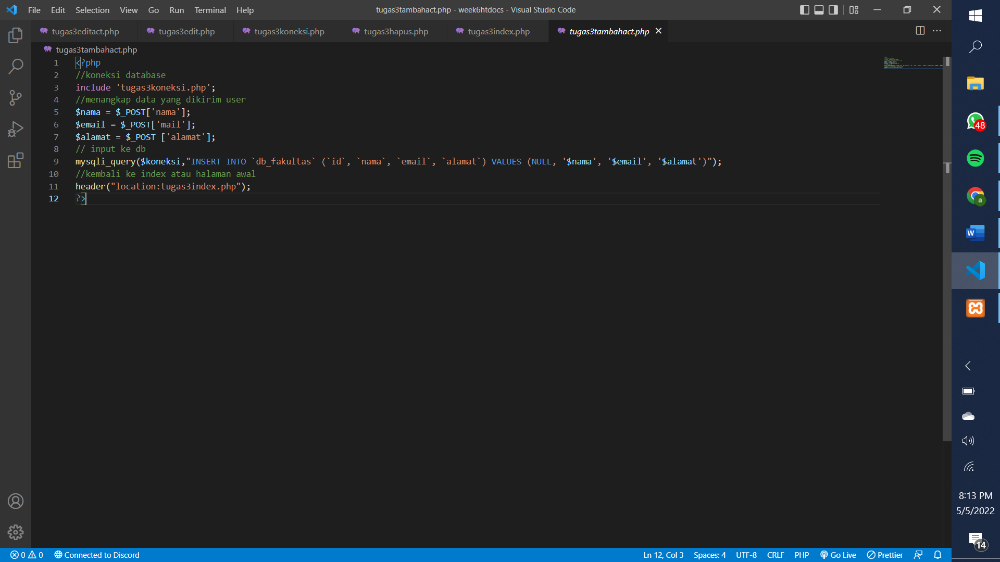 File Edit Selection View Go Run Terminal Help
tugas3tambahact.php - week6htdocs - Visual Studio Code
tugas3editact.php tugas3edit.php tugas3koneksi.php tugas3hapus.php tugas3index.php tugas3tambahact.php
tugas3tambahact.php
1 <?php
2 //koneksi database
3 include 'tugas3koneksi.php';
4 //menangkap data yang dikirim user
5 $nama = $_POST['nama'];
6 $email = $_POST['mail'];
7 $alamat = $_POST ['alamat'];
8 // input ke db
9 mysqli_query($koneksi,"INSERT INTO `db_fakultas` (`id`, `nama`, `email`, `alamat`) VALUES (NULL, '$nama', '$email', '$alamat')");
10 //kembali ke index atau halaman awal
11 header("location:tugas3index.php");
12 ?>
48
a
W
8:13 PM
5/5/2022
14
0 0 Connected to Discord
Ln 12, Col 3 Spaces: 4 UTF-8 CRLF PHP Go Live Prettier